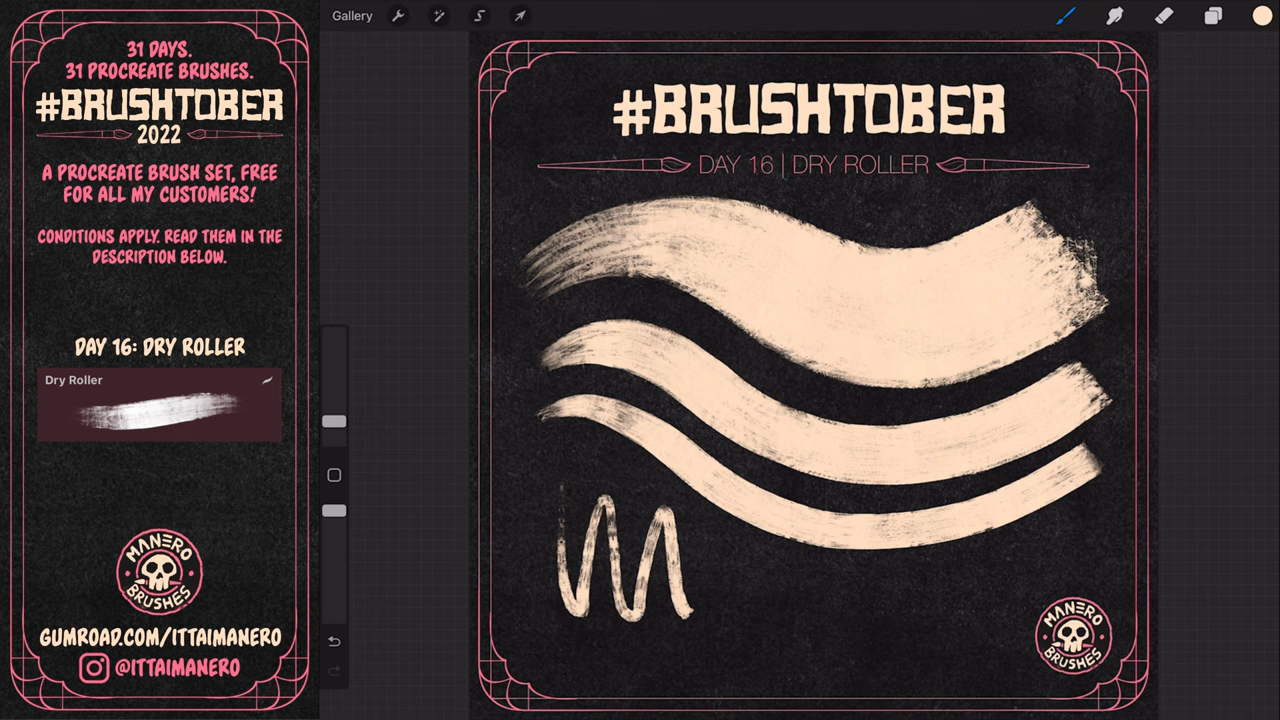 31 DAYS.
31 PROCREATE BRUSHES.
#BRUSHTOBER
2022
A PROCREATE BRUSH SET, FREE
FOR ALL MY CUSTOMERS!
CONDITIONS APPLY. READ THEM IN THE
DESCRIPTION BELOW.
DAY 16: DRY ROLLER
Dry Roller
MANERO
BRUSHES
GUMROAD.COM/ITTAIMANERO
@ITTAIMANERO
Gallery
#BRUSHTOBER
DAY 16 | DRY ROLLER
MANERO
BRUSHES